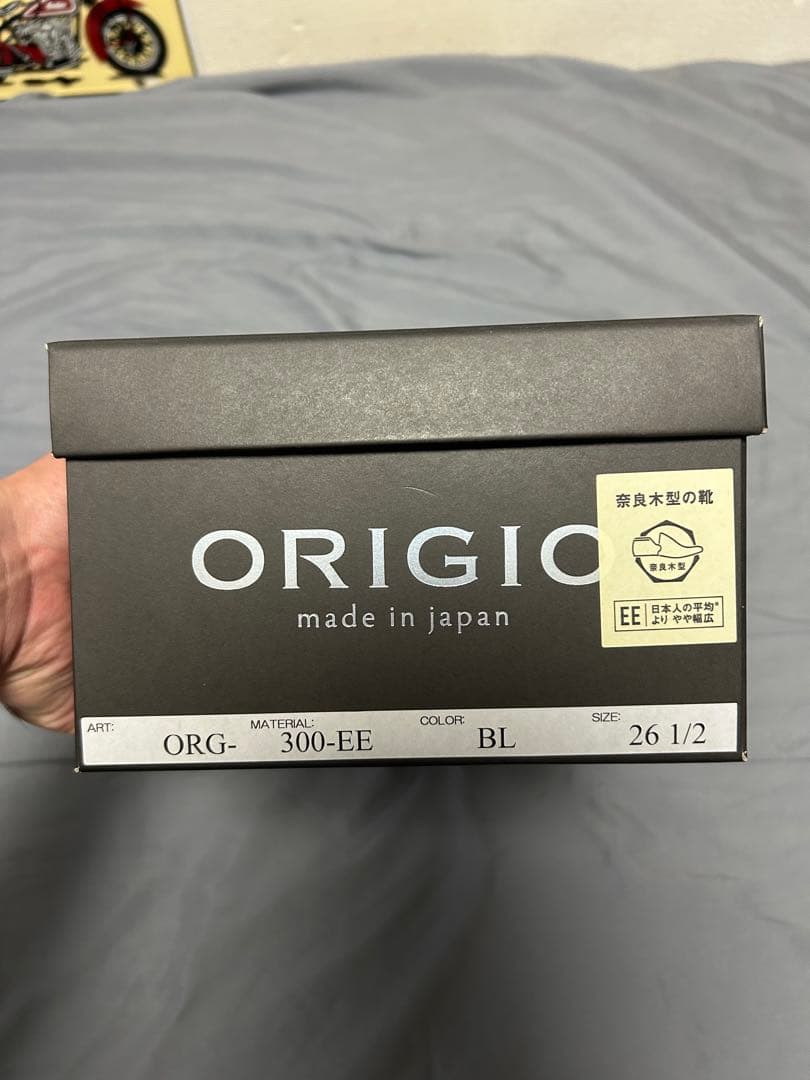 ORIGIO
made in japan
奈良木型の靴
奈良木型
EE 日本人の平均※
より やや幅広
ART: ORG- MATERIAL: 300-EE COLOR: BL SIZE: 26 1/2